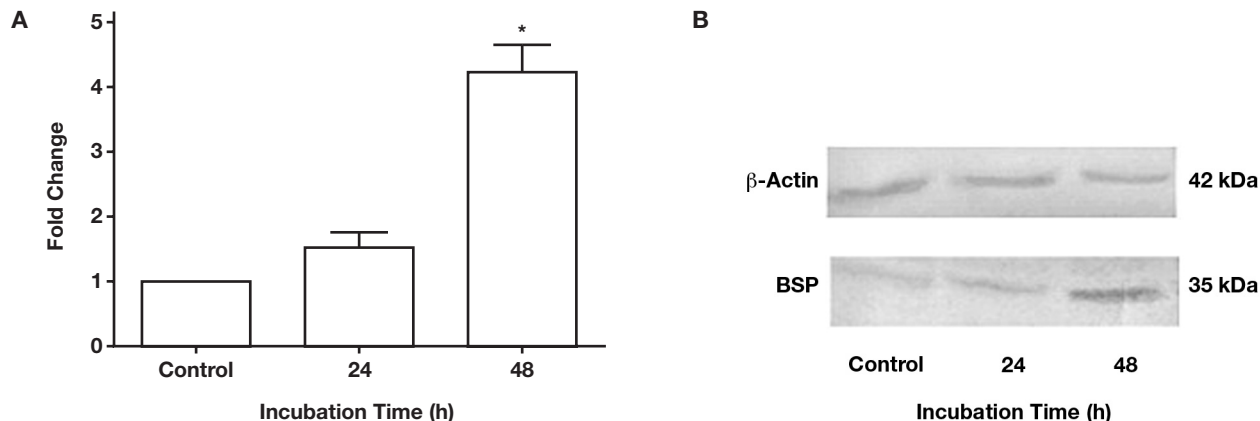 A
5
4
3
2
1
0
Fold Change
*
Control 24 48
Incubation Time (h)
B
β-Actin 42 kDa
BSP 35 kDa
Control 24 48
Incubation Time (h)